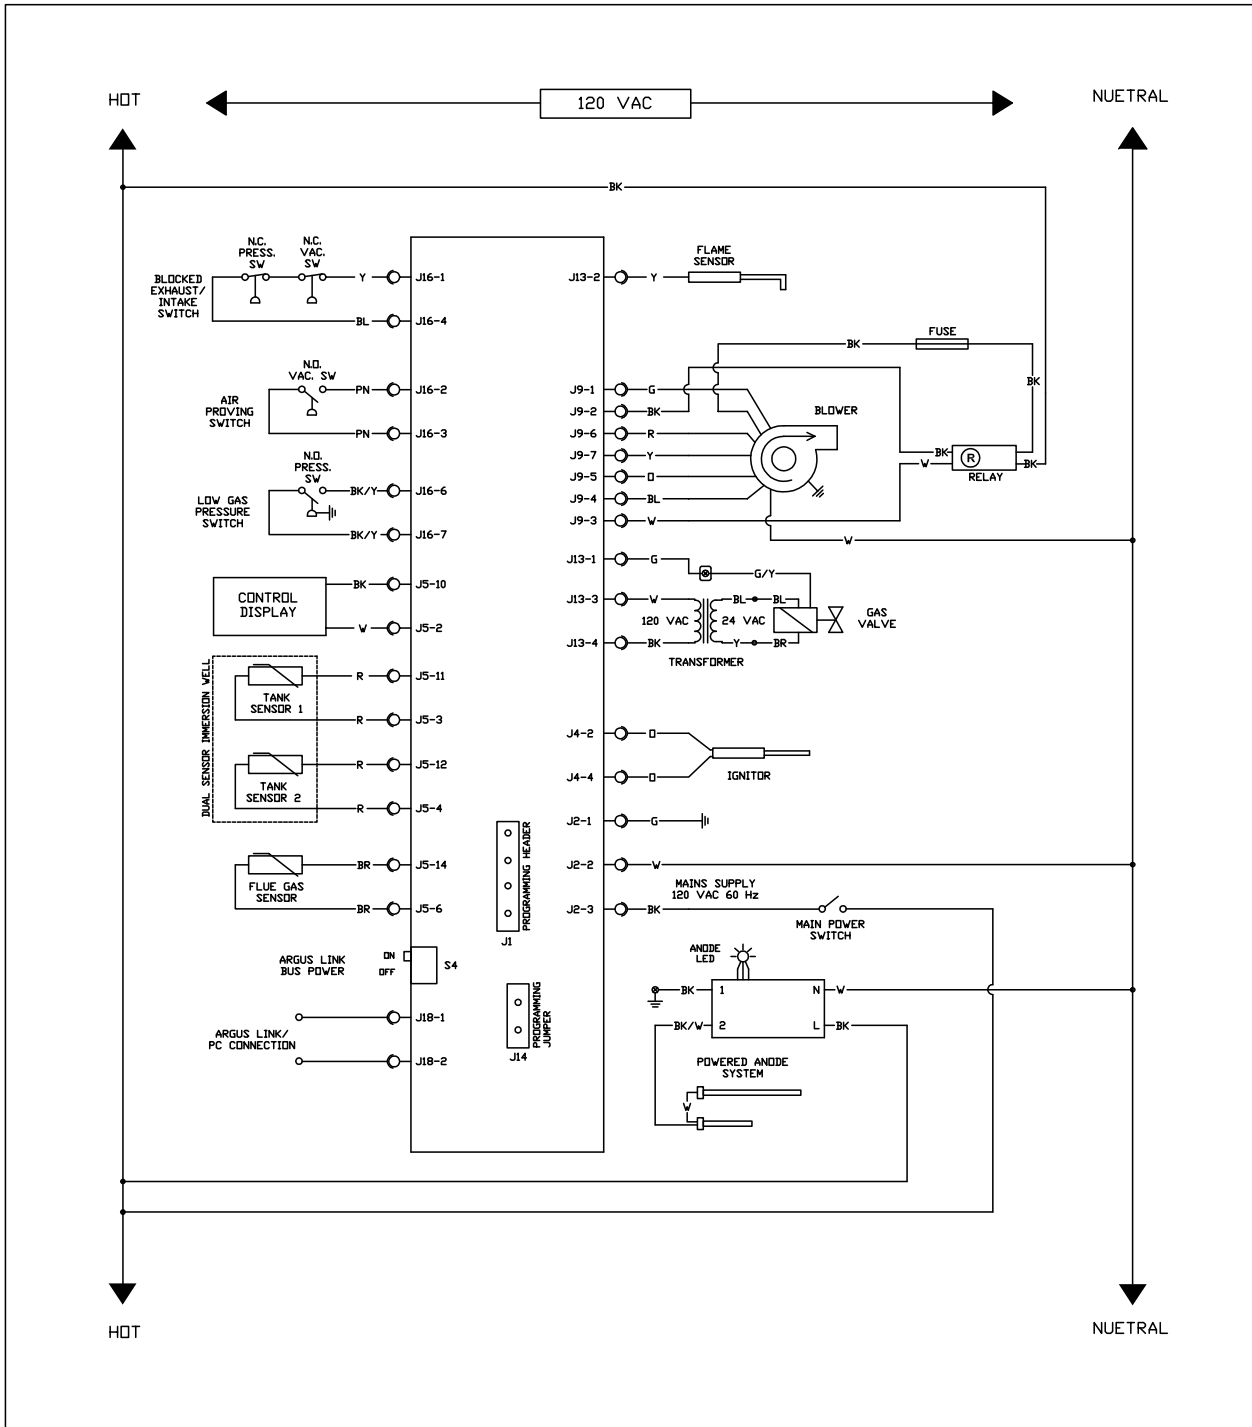 HOT
120 VAC
NUETRAL
BK
N.C.
PRESS.
SW
N.C.
VAC.
SW
BLOCKED
EXHAUST/
INTAKE
SWITCH
Y
J16-1
BL
J16-4
N.O.
VAC. SW
AIR
PROVING
SWITCH
PN
J16-2
PN
J16-3
N.O.
PRESS.
SW
LOW GAS
PRESSURE
SWITCH
BK/Y
J16-6
BK/Y
J16-7
CONTROL
DISPLAY
BK
J5-10
W
J5-2
DUAL SENSOR IMMERSION WELL
TANK
SENSOR 1
R
J5-11
R
J5-3
TANK
SENSOR 2
R
J5-12
R
J5-4
FLUE GAS
SENSOR
BR
J5-14
BR
J5-6
ARGUS LINK
BUS POWER
ON
OFF
S4
ARGUS LINK/
PC CONNECTION
J18-1
J18-2
PROGRAMMING HEADER
J1
PROGRAMMING
JUMPER
J14
J13-2
Y
FLAME
SENSOR
BK
FUSE
BK
J9-1
G
J9-2
BK
J9-6
R
J9-7
Y
J9-5
O
J9-4
BL
J9-3
W
BLOWER
BK
W
R
BK
RELAY
W
J13-1
G
G/Y
J13-3
W
J13-4
BK
120 VAC
24 VAC
BL
BL
Y
BR
TRANSFORMER
GAS
VALVE
J4-2
O
J4-4
O
IGNITOR
J2-1
G
J2-2
W
MAINS SUPPLY
120 VAC 60 Hz
J2-3
BK
MAIN POWER
SWITCH
ANODE
LED
BK
1
N
W
BK/W
2
L
BK
POWERED ANODE
SYSTEM
W
HOT
NUETRAL